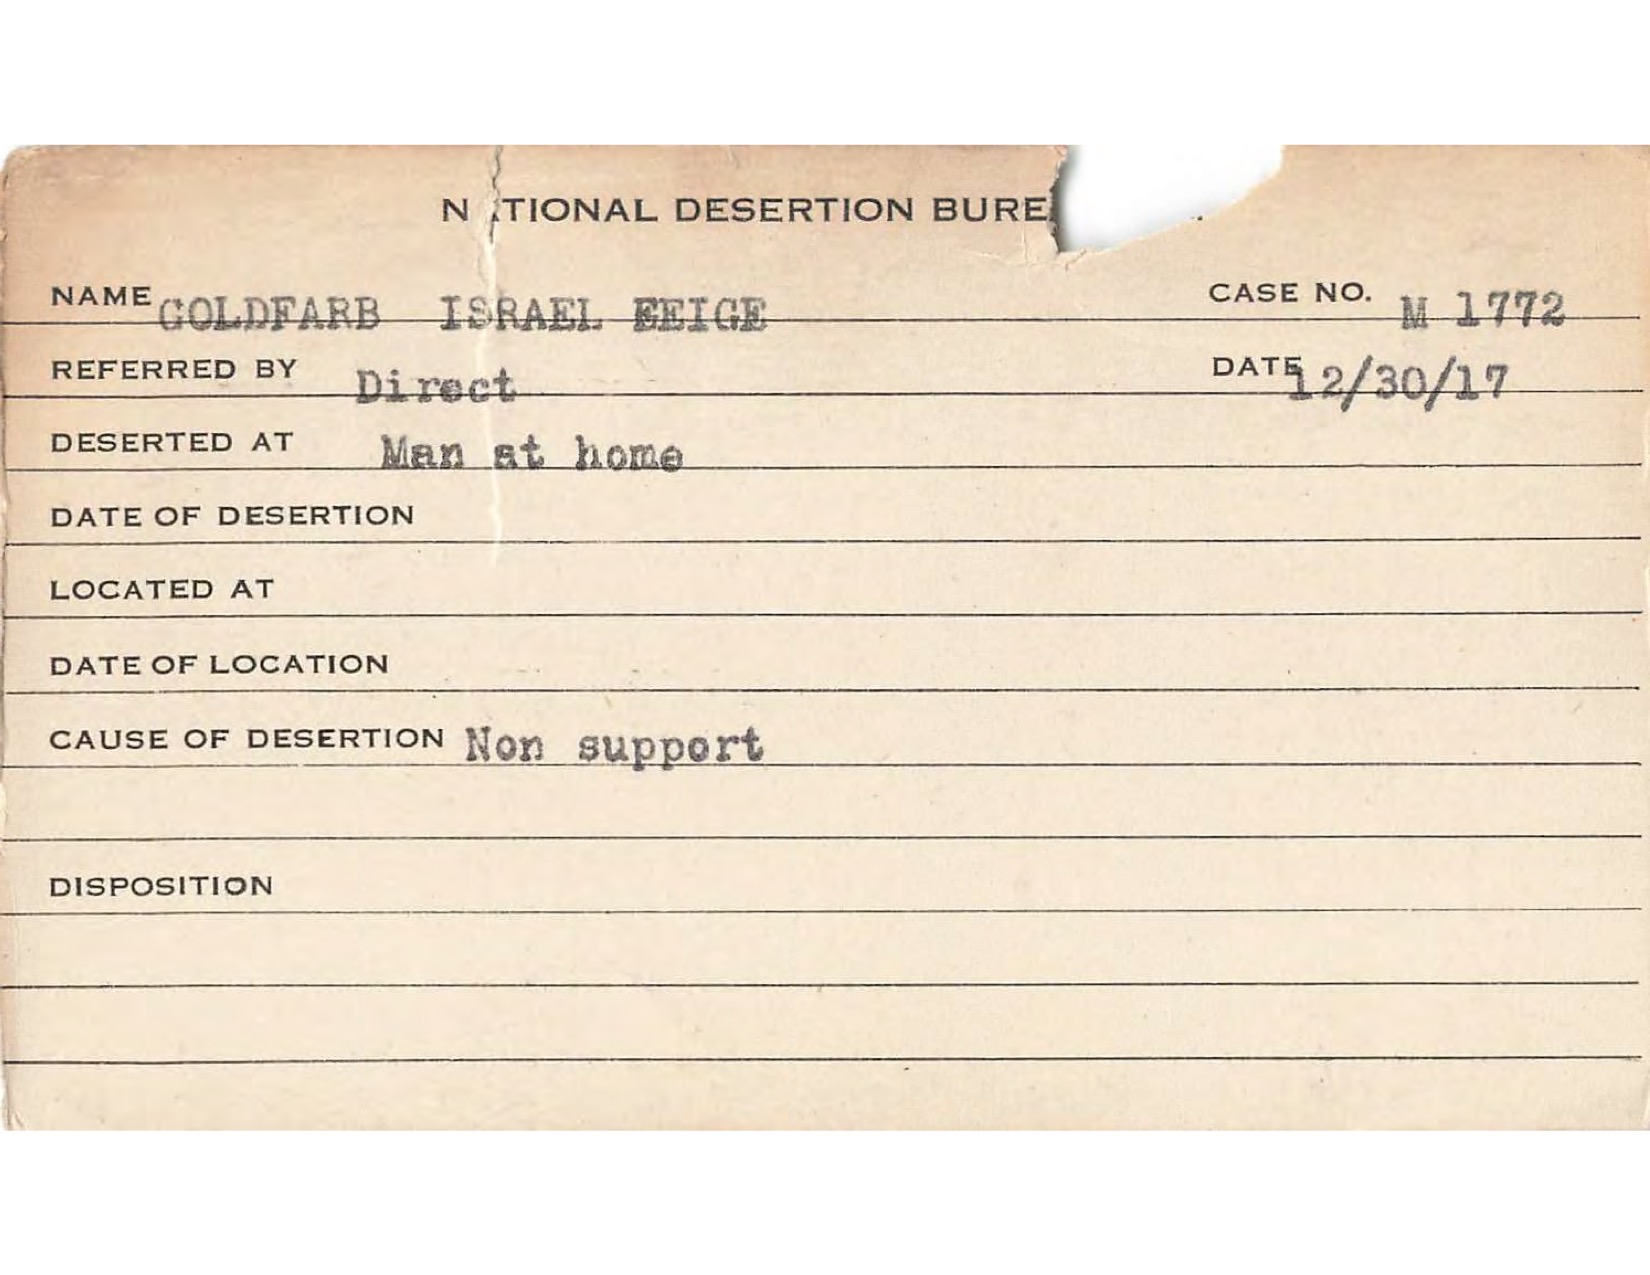 N TIONAL DESERTION BURE .
NAME GOLDFARB ISRAEL FEIGE CASE NO. M 1772
REFERRED BY Direct DATE 12/30/17
DESERTED AT Man at home
DATE OF DESERTION
LOCATED AT
DATE OF LOCATION
CAUSE OF DESERTION Non support
DISPOSITION